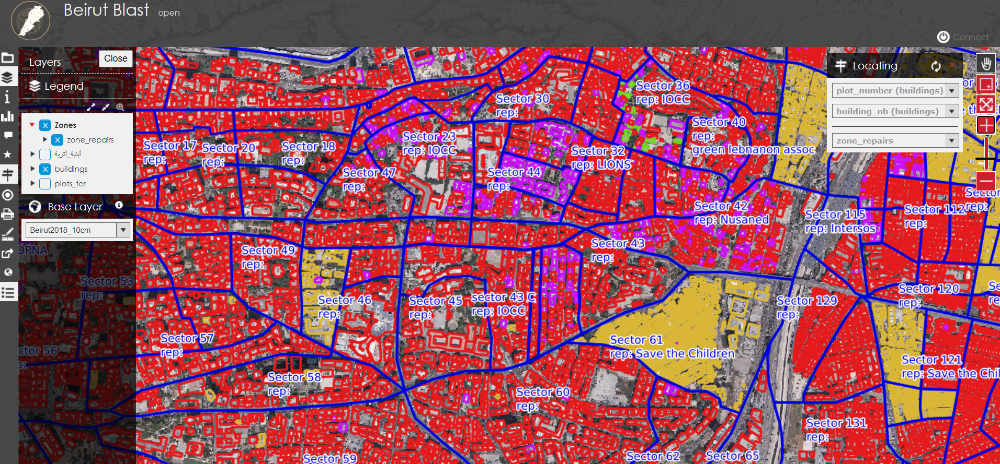 Beirut Blast open
Connect
Layers
Close
Legend
Zones
zone_repairs
أبنية_أثرية
buildings
plots_fer
Base Layer
Beirut2018_10cm
Locating
plot_number (buildings)
building_nb (buildings)
zone_repairs
Sector 36
rep: IOCC
Sector 30
rep:
Sector 40
rep:
green lebnanon assoc
Sector 23
rep: IOCC
Sector 17
rep:
Sector 20
rep:
Sector 18
rep:
Sector 32
rep: LIONS
Sector 47
rep:
Sector 44
rep:
Sector 42
rep: Nusaned
Sector 115
rep: Intersos
Sector 112
rep:
Sector
rep:
Sector 43
rep:
Sector 49
rep:
DPNA
Sector 53
rep:
Sector 46
rep:
Sector 45
rep:
sector 43 C
rep: IOCC
Sector 129
rep:
Sector 120
rep:
Se
re
Sector 57
rep:
Sector 61
rep: Save the Children
ctor 56
Sector 121
rep: Save the Chil
Sector 58
rep:
Sector 60
rep:
Sector 131
rep:
Sector 59
Sector 62
Sector 65